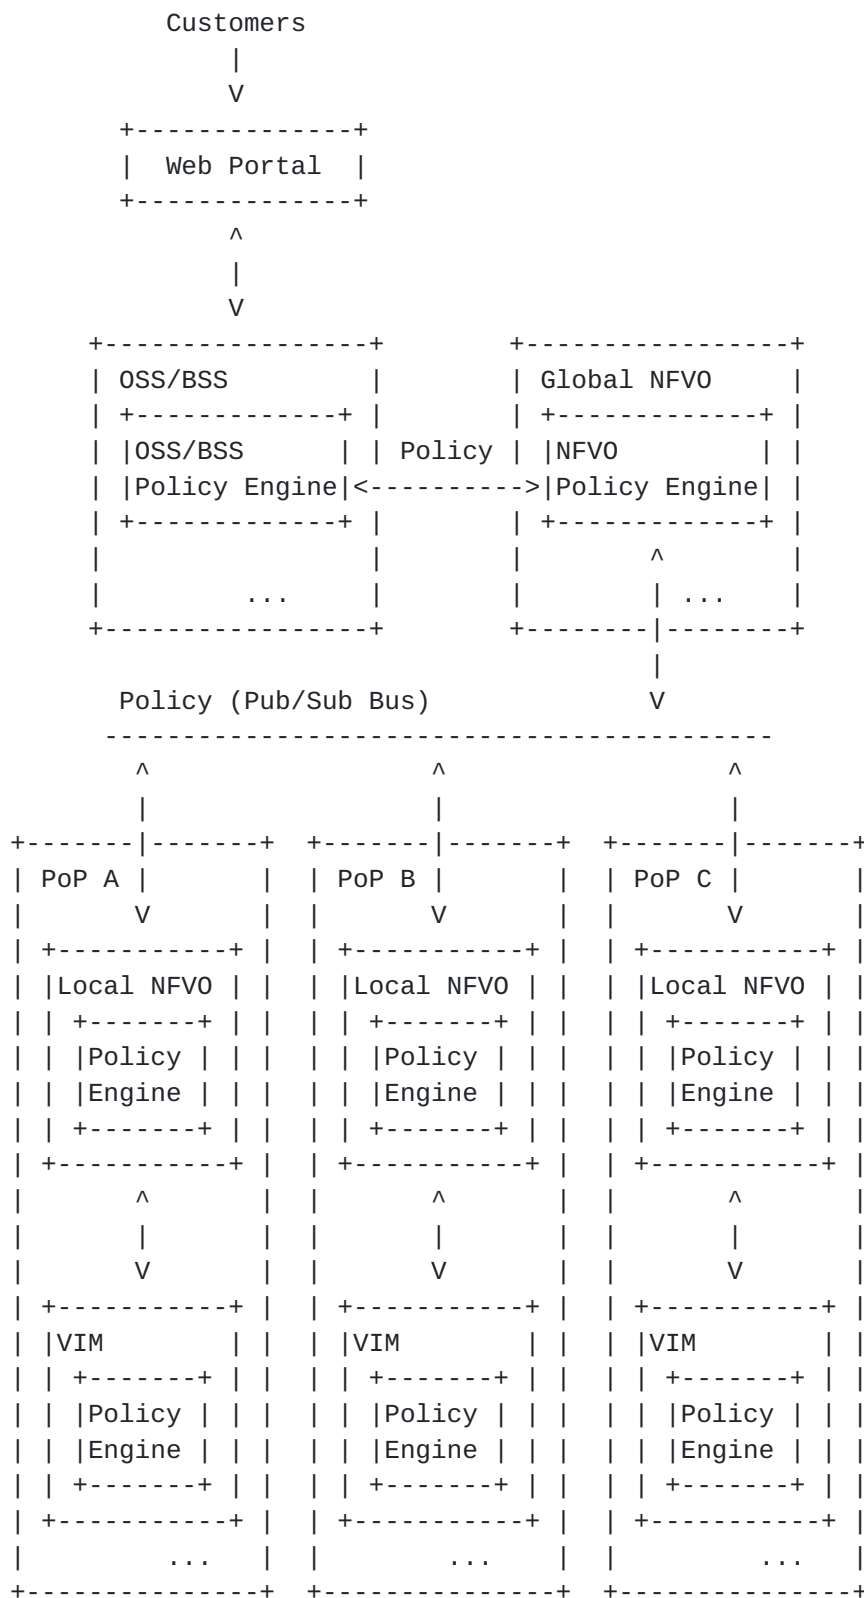 Customers
Web Portal
OSS/BSS Global NFVO
OSS/BSS Policy NFVO
Policy Engine Policy Engine
... ...
Policy (Pub/Sub Bus)
PoP A PoP B PoP C
Local NFVO Local NFVO Local NFVO
Policy Policy Policy
Engine Engine Engine
VIM VIM VIM
Policy Policy Policy
Engine Engine Engine
... ... ...